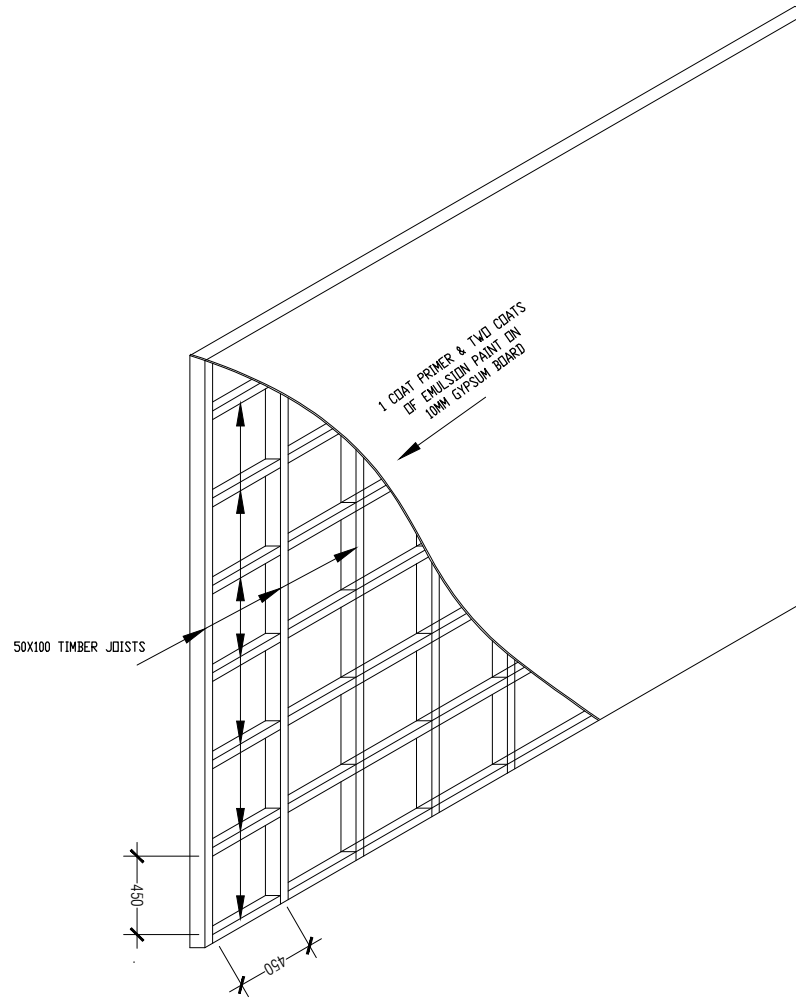 1 COAT PRIMER & TWO COATS
OF EMULSION PAINT ON
10MM GYPSUM BOARD
50X100 TIMBER JOISTS
450
450